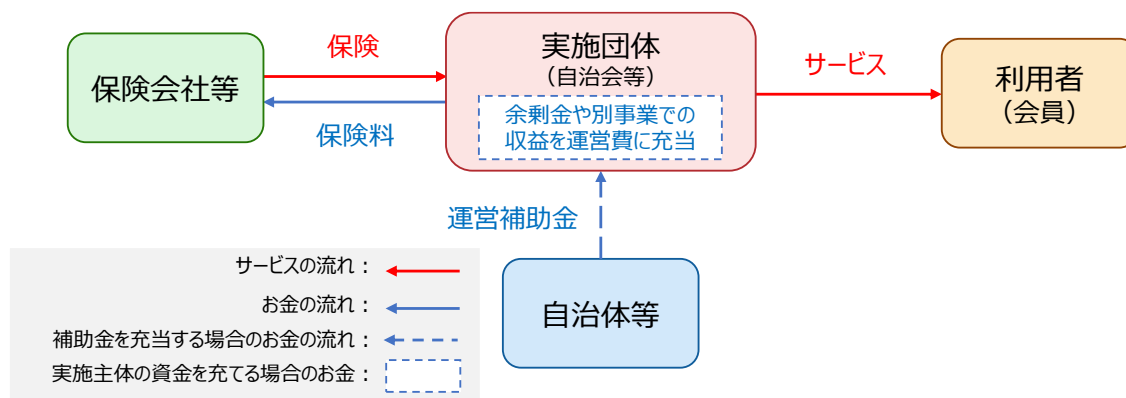 保険会社等
保険
保険料
実施団体
（自治会等）
余剰金や別事業での
収益を運営費に充当
サービス
利用者
（会員）
運営補助金
自治体等
サービスの流れ：
お金の流れ：
補助金を充当する場合のお金の流れ：
実施主体の資金を充てる場合のお金：